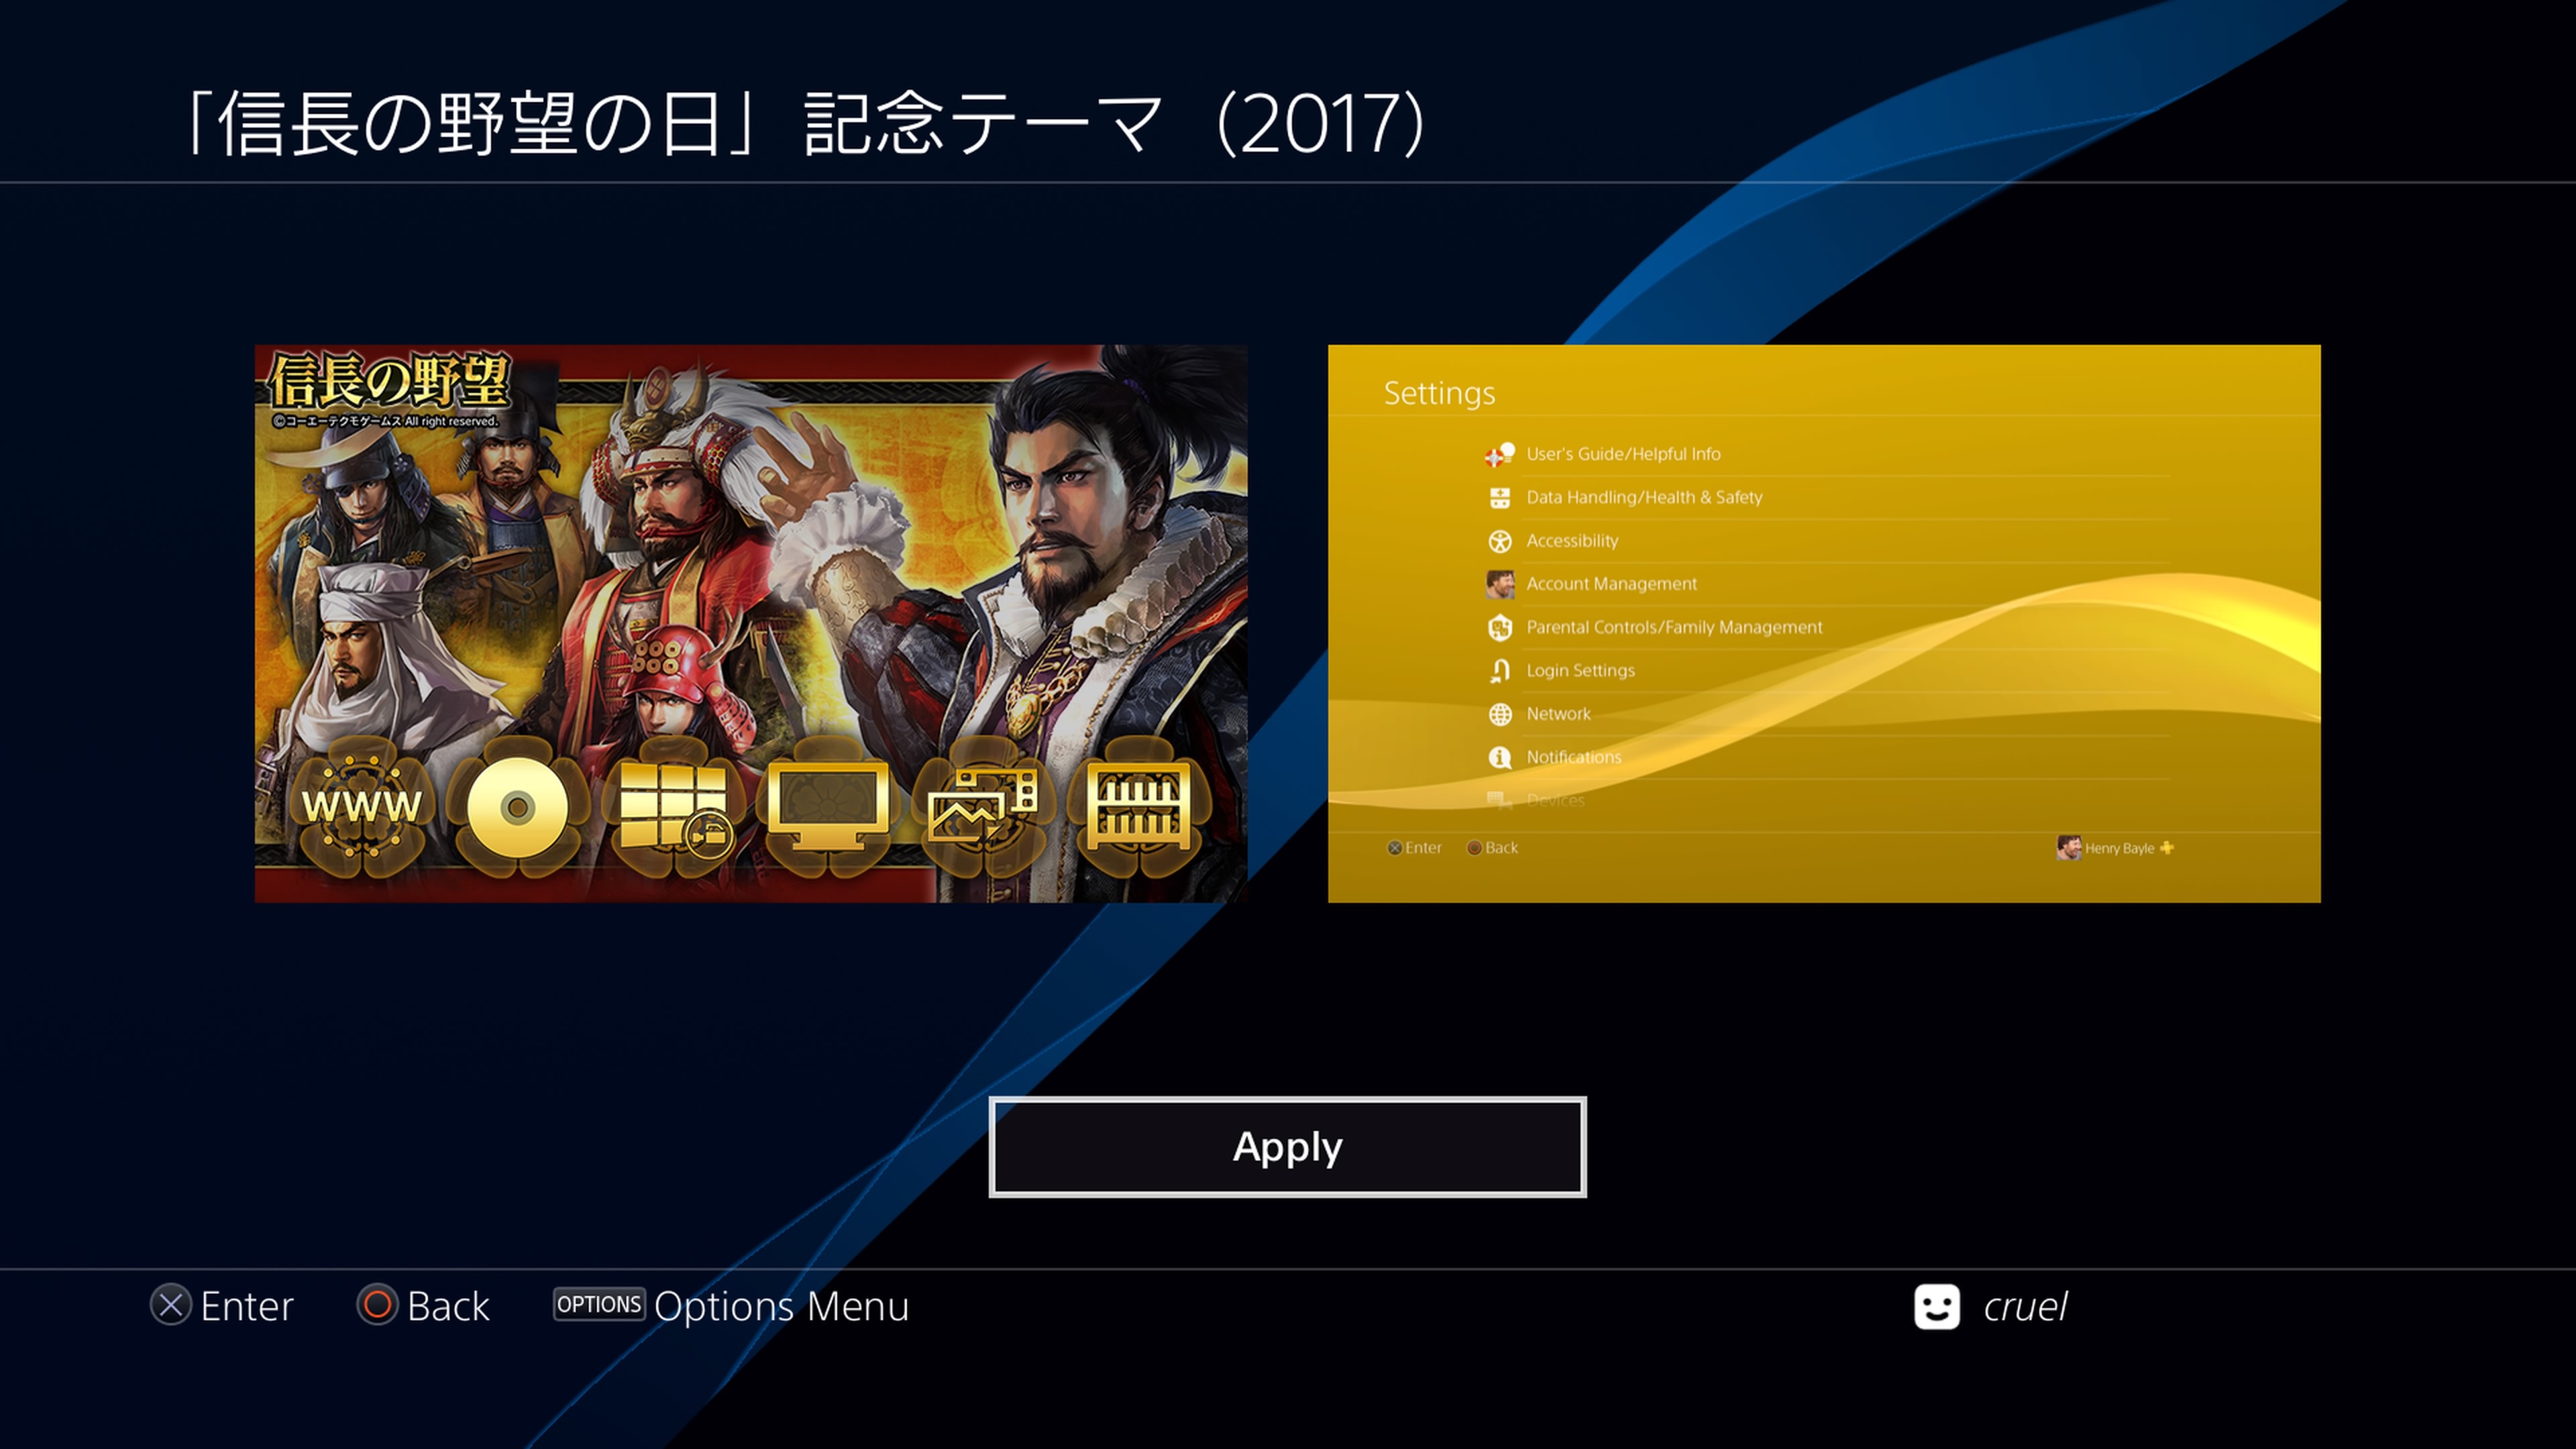 「信長の野望の日」記念テーマ（2017）
信長の野望
©コーエーテクモゲームス All right reserved.
WWW
Settings
User's Guide/Helpful Info
Data Handling/Health & Safety
Accessibility
Account Management
Parental Controls/Family Management
Login Settings
Network
Notifications
Devices
Enter
Back
Henry Bayle
Apply
Enter
Back
OPTIONS Options Menu
cruel